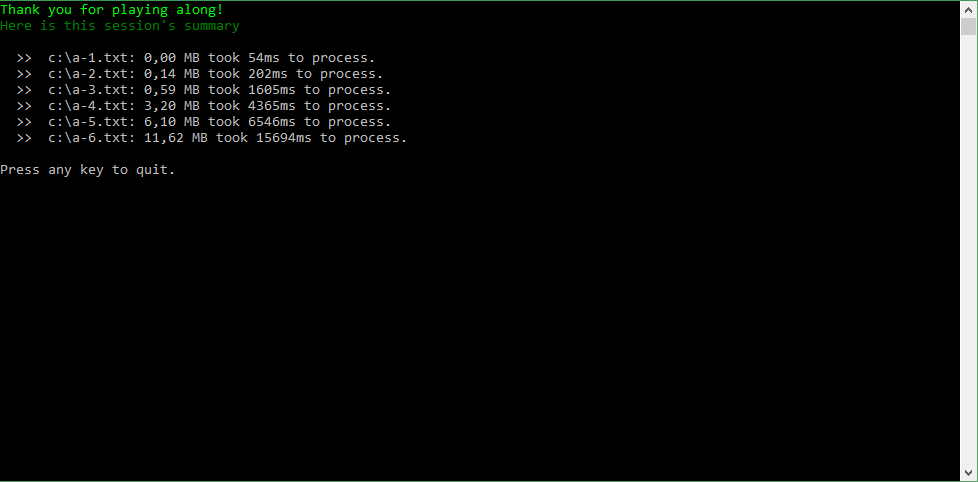 Thank you for playing along!
Here is this session's summary
>> c:\a-1.txt: 0,00 MB took 54ms to process.
>> c:\a-2.txt: 0,14 MB took 202ms to process.
>> c:\a-3.txt: 0,59 MB took 1605ms to process.
>> c:\a-4.txt: 3,20 MB took 4365ms to process.
>> c:\a-5.txt: 6,10 MB took 6546ms to process.
>> c:\a-6.txt: 11,62 MB took 15694ms to process.
Press any key to quit.